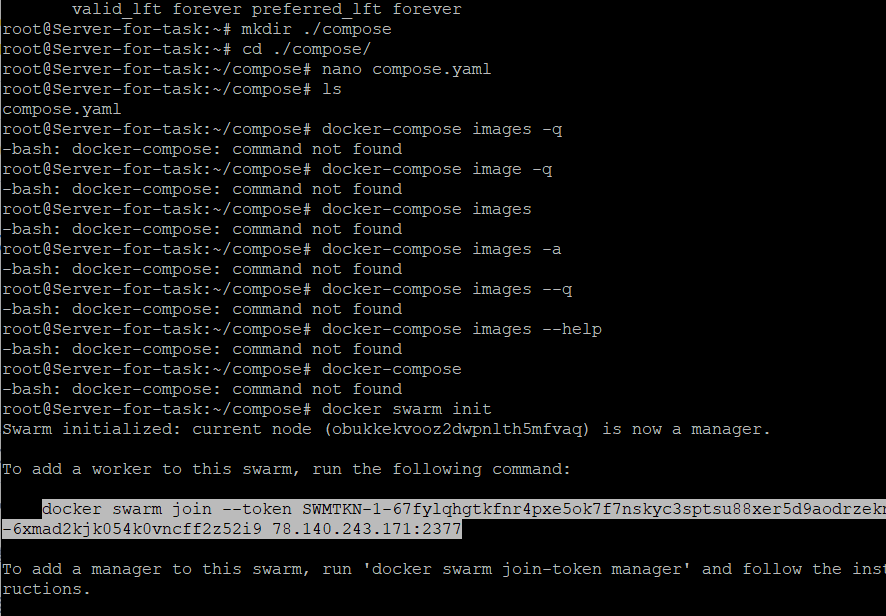 valid_lft forever preferred_lft forever
root@Server-for-task:~# mkdir ./compose
root@Server-for-task:~# cd ./compose/
root@Server-for-task:~/compose# nano compose.yaml
root@Server-for-task:~/compose# ls
compose.yaml
root@Server-for-task:~/compose# docker-compose images -q
-bash: docker-compose: command not found
root@Server-for-task:~/compose# docker-compose image -q
-bash: docker-compose: command not found
root@Server-for-task:~/compose# docker-compose images
-bash: docker-compose: command not found
root@Server-for-task:~/compose# docker-compose images -a
-bash: docker-compose: command not found
root@Server-for-task:~/compose# docker-compose images --q
-bash: docker-compose: command not found
root@Server-for-task:~/compose# docker-compose images --help
-bash: docker-compose: command not found
root@Server-for-task:~/compose# docker-compose
-bash: docker-compose: command not found
root@Server-for-task:~/compose# docker swarm init
Swarm initialized: current node (obukkekvooz2dwpnlth5mfvaq) is now a manager.
To add a worker to this swarm, run the following command:
docker swarm join --token SWMTKN-1-67fylqhgtkfnr4pxe5ok7f7nskyc3sptsu88xer5d9aodrzekr
-6xmad2kjk054k0vncff2z52i9 78.140.243.171:2377
To add a manager to this swarm, run 'docker swarm join-token manager' and follow the inst
ructions.